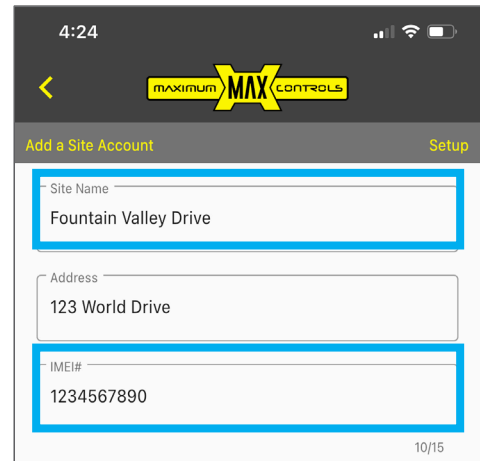 4:24
MAXIMUM MAX CONTROLS
Add a Site Account Setup
Site Name
Fountain Valley Drive
Address
123 World Drive
IMEI#
1234567890
10/15